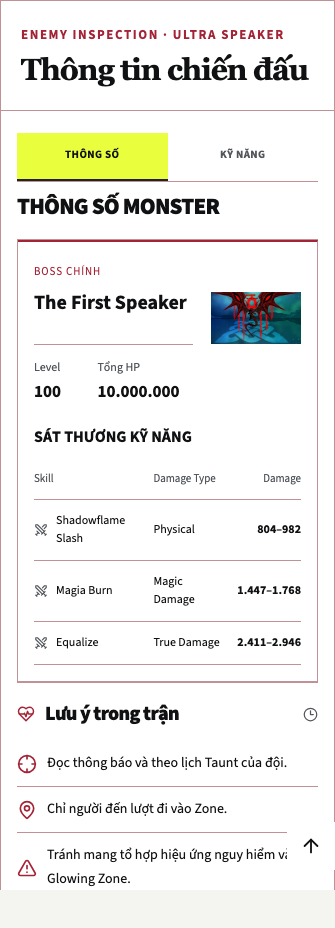 ENEMY INSPECTION · ULTRA SPEAKER
Thông tin chiến đấu
THÔNG SỐ
KỸ NĂNG
THÔNG SỐ MONSTER
BOSS CHÍNH
The First Speaker
Level
Tổng HP
100
10.000.000
SÁT THƯƠNG KỸ NĂNG
Skill
Damage Type
Damage
Shadowflame
Slash
Physical
804–982
Magia Burn
Magic
Damage
1.447–1.768
Equalize
True Damage
2.411–2.946
Lưu ý trong trận
Đọc thông báo và theo lịch Taunt của đội.
Chỉ người đến lượt đi vào Zone.
Tránh mang tổ hợp hiệu ứng nguy hiểm
Glowing Zone.